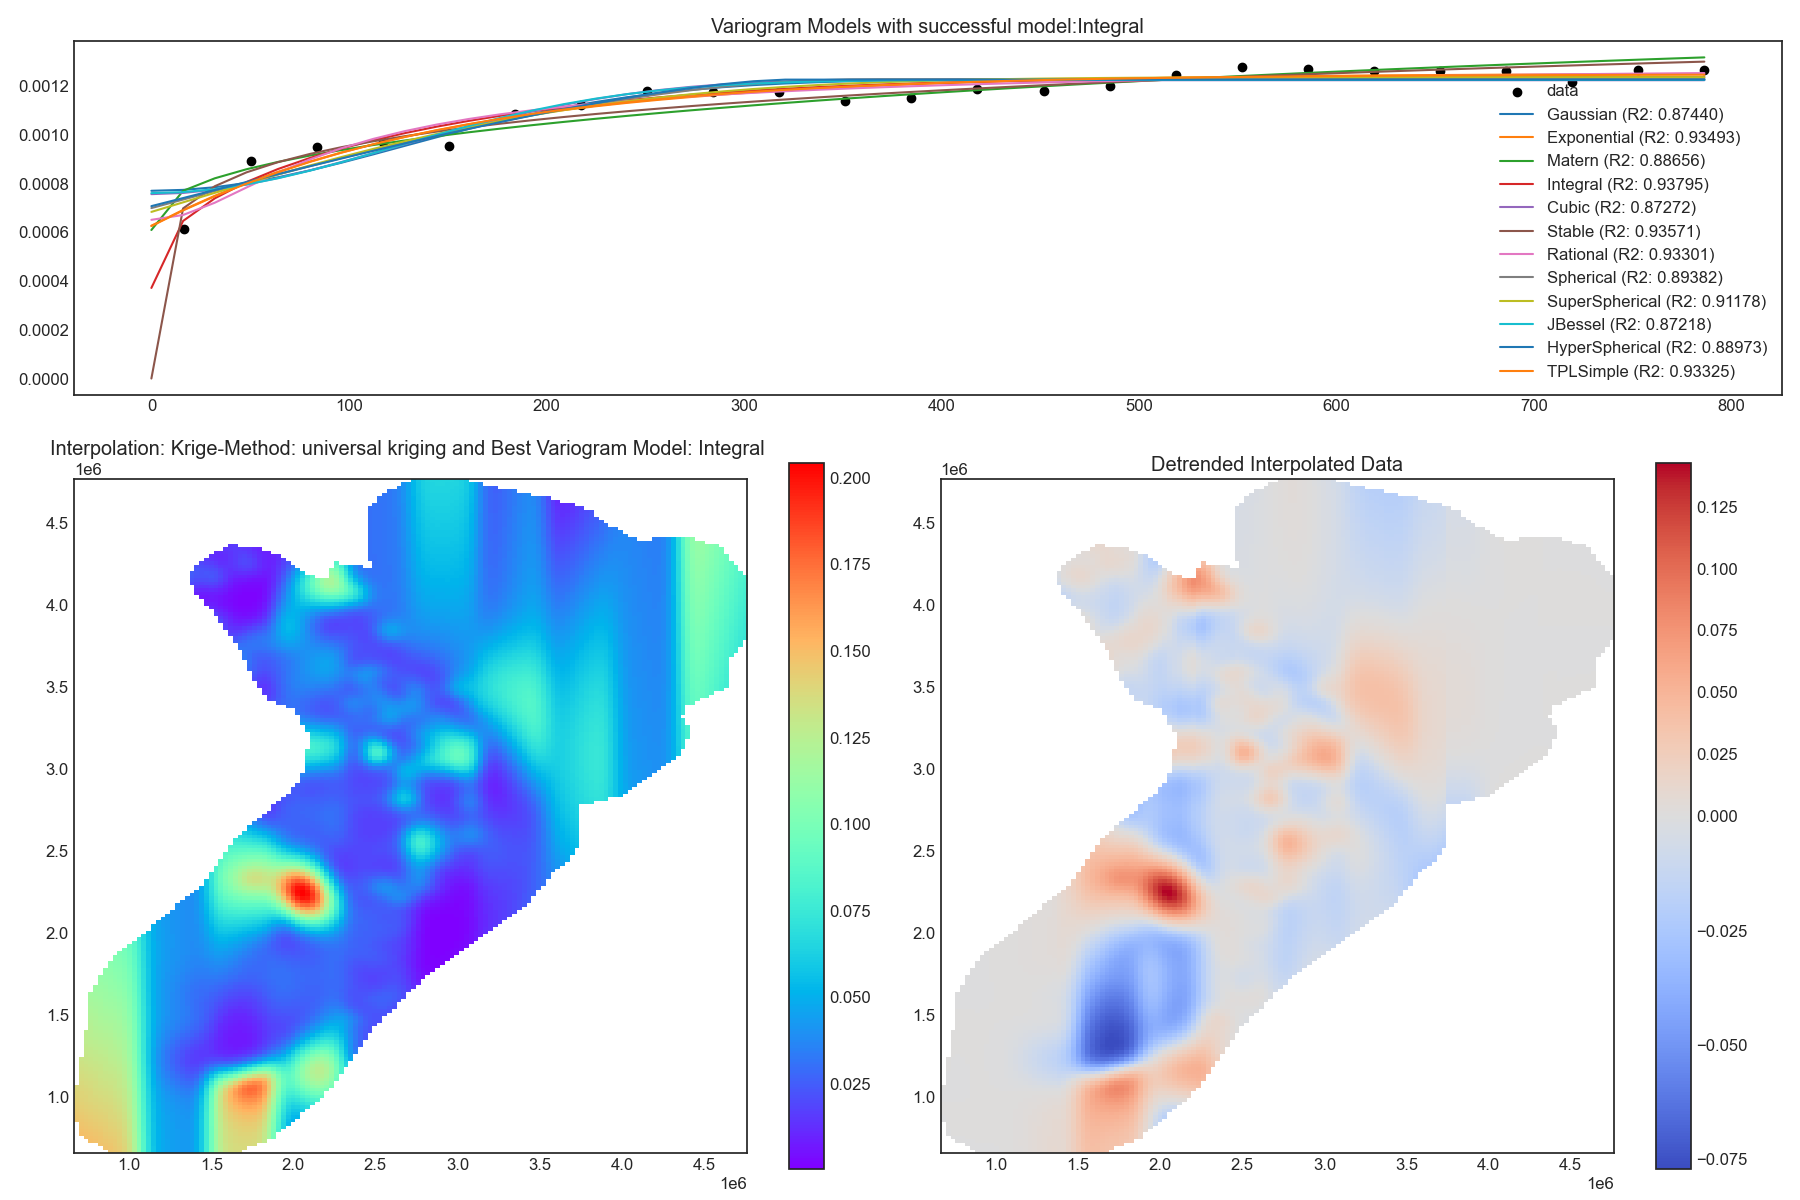 Variogram Models with successful model:Integral
0.0012
0.0010
0.0008
0.0006
0.0004
0.0002
0.0000
data
Gaussian (R2: 0.87440)
Exponential (R2: 0.93493)
Matern (R2: 0.88656)
Integral (R2: 0.93795)
Cubic (R2: 0.87272)
Stable (R2: 0.93571)
Rational (R2: 0.93301)
Spherical (R2: 0.89382)
SuperSpherical (R2: 0.91178)
JBessel (R2: 0.87218)
HyperSpherical (R2: 0.88973)
TPLSimple (R2: 0.93325)
0 100 200 300 400 500 600 700 800
Interpolation: Krige-Method: universal kriging and Best Variogram Model: Integral
1e6
4.5
4.0
3.5
3.0
2.5
2.0
1.5
1.0
1.0 1.5 2.0 2.5 3.0 3.5 4.0 4.5
1e6
0.200
0.175
0.150
0.125
0.100
0.075
0.050
0.025
Detrended Interpolated Data
1e6
4.5
4.0
3.5
3.0
2.5
2.0
1.5
1.0
1.0 1.5 2.0 2.5 3.0 3.5 4.0 4.5
1e6
0.125
0.100
0.075
0.050
0.025
0.000
−0.025
−0.050
−0.075